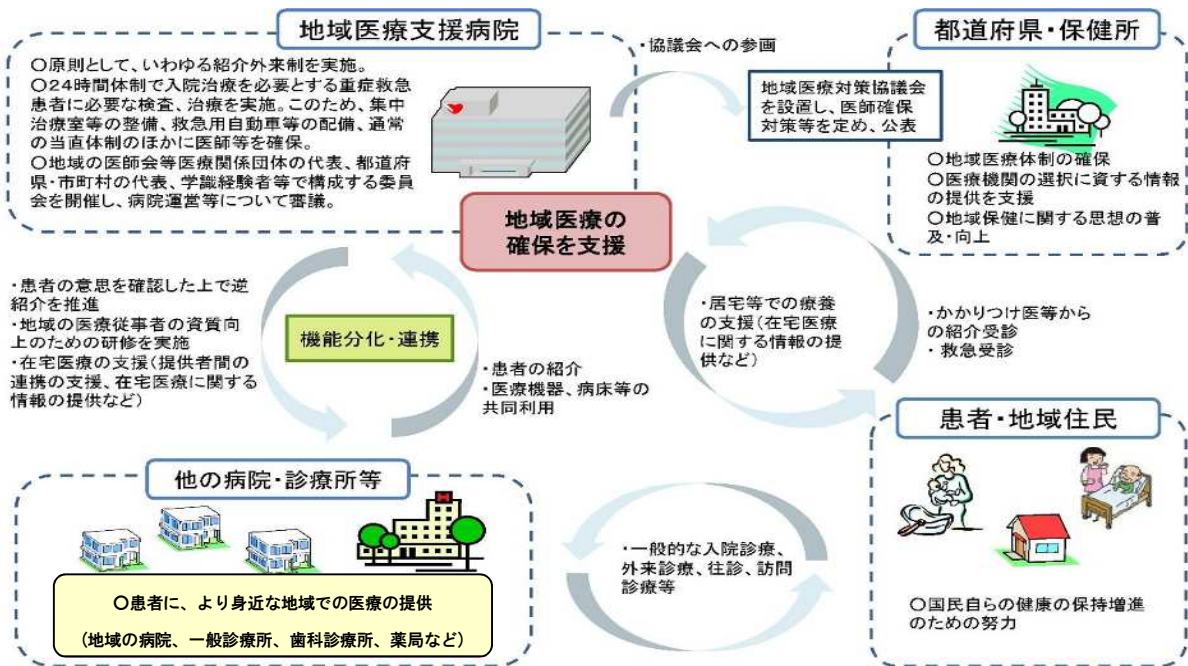 地域医療支援病院
〇原則として、いわゆる紹介外来制を実施。
〇24時間体制で入院治療を必要とする重症救急
患者に必要な検査、治療を実施。このため、集中
治療室等の整備、救急用自動車等の配備、通常
の当直体制のほかに医師等を確保。
〇地域の医師会等医療関係団体の代表、都道府
県・市町村の代表、学識経験者等で構成する委員
会を開催し、病院運営等について審議。
・協議会への参画
都道府県・保健所
地域医療対策協議会
を設置し、医師確保
対策等を定め、公表
〇地域医療体制の確保
〇医療機関の選択に資する情報
の提供を支援
〇地域保健に関する思想の普
及・向上
地域医療の
確保を支援
・患者の意思を確認した上で逆
紹介を推進
・地域の医療従事者の資質向
上のための研修を実施
・在宅医療の支援(提供者間の
連携の支援、在宅医療に関する
情報の提供など)
機能分化・連携
・患者の紹介
・医療機器、病床等の
共同利用
・居宅等での療養
の支援(在宅医療
に関する情報の提
供など)
・かかりつけ医等から
の紹介受診
・救急受診
他の病院・診療所等
H
〇患者に、より身近な地域での医療の提供
(地域の病院、一般診療所、歯科診療所、薬局など)
・一般的な入院診療、
外来診療、往診、訪問
診療等
患者・地域住民
〇国民自らの健康の保持増進
のための努力